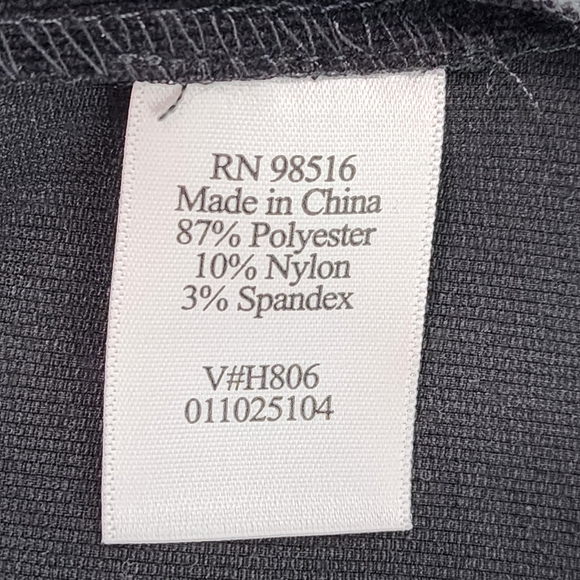 RN 98516
Made in China
87% Polyester
10% Nylon
3% Spandex
V#H806
011025104